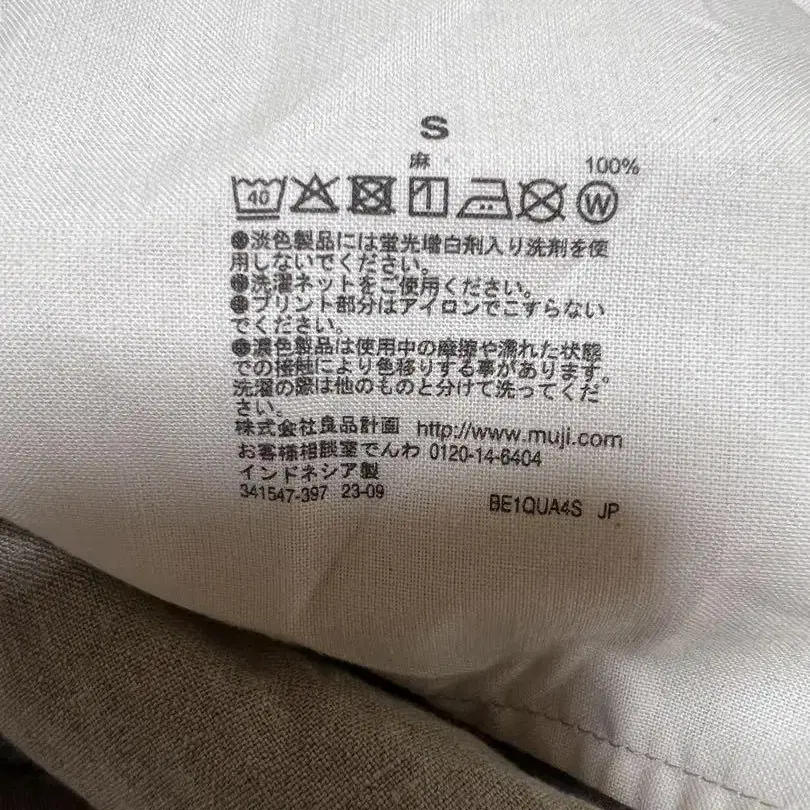 S
麻 100%
40 W
●淡色製品には蛍光増白剤入り洗剤を使
用しないでください。
●洗濯ネットをご使用ください。
●プリント部分はアイロンでこすらない
でください。
●濃色製品は使用中の摩擦や濡れた状態
での接触により色移りする事があります。
洗濯の際は他のものと分けて洗ってくだ
さい。
株式会社良品計画 http://www.muji.com
お客様相談室でんわ 0120-14-6404
インドネシア製
341547-397 23-09 BE1QUA4S JP